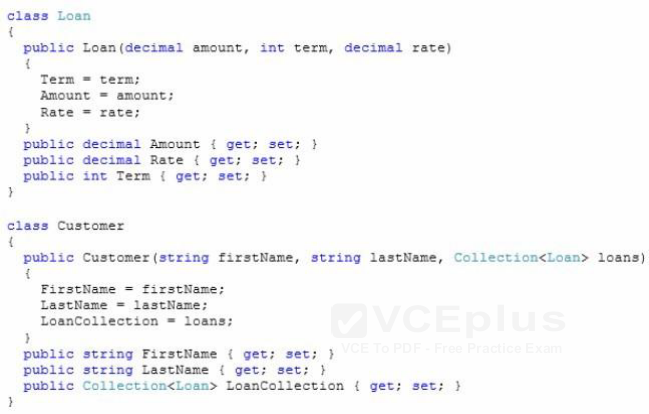 class Loan
{
  public Loan(decimal amount, int term, decimal rate)
  {
    Term = term;
    Amount = amount;
    Rate = rate;
  }
  public decimal Amount { get; set; }
  public decimal Rate { get; set; }
  public int Term { get; set; }
}

class Customer
{
  public Customer(string firstName, string lastName, Collection<Loan> loans)
  {
    FirstName = firstName;
    LastName = lastName;
    LoanCollection = loans;
  }
  public string FirstName { get; set; }
  public string LastName { get; set; }
  public Collection<Loan> LoanCollection { get; set; }
}
VCEplus
VCE To PDF - Free Practice Exam